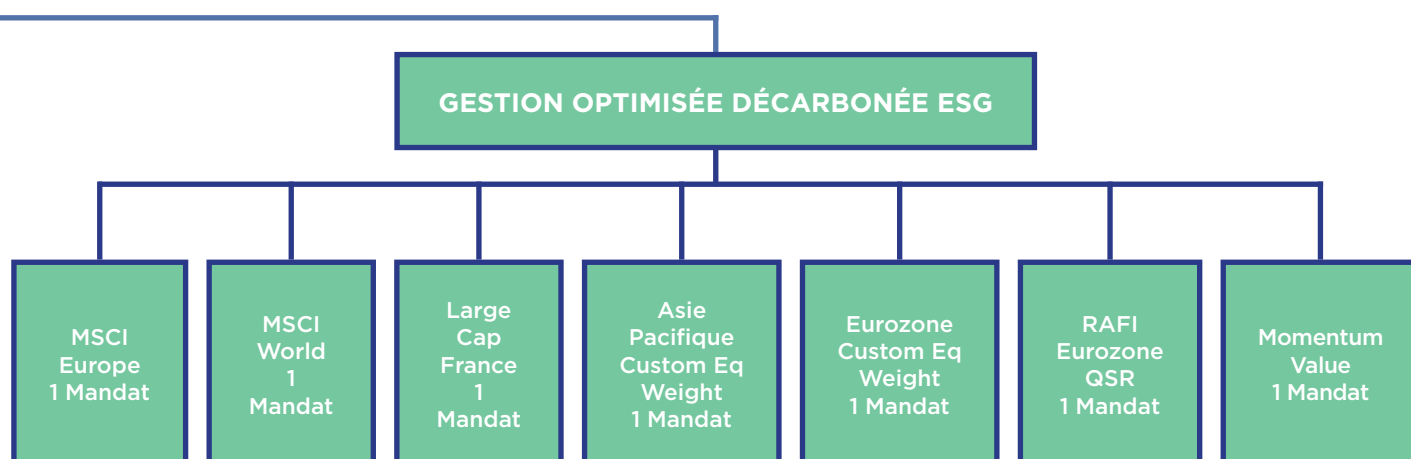 GESTION OPTIMISÉE DÉCARBONÉE ESG
MSCI
Europe
1 Mandat
MSCI
World
1
Mandat
Large
Cap
France
1
Mandat
Asie
Pacifique
Custom Eq
Weight
1 Mandat
Eurozone
Custom Eq
Weight
1 Mandat
RAFI
Eurozone
QSR
1 Mandat
Momentum
Value
1 Mandat